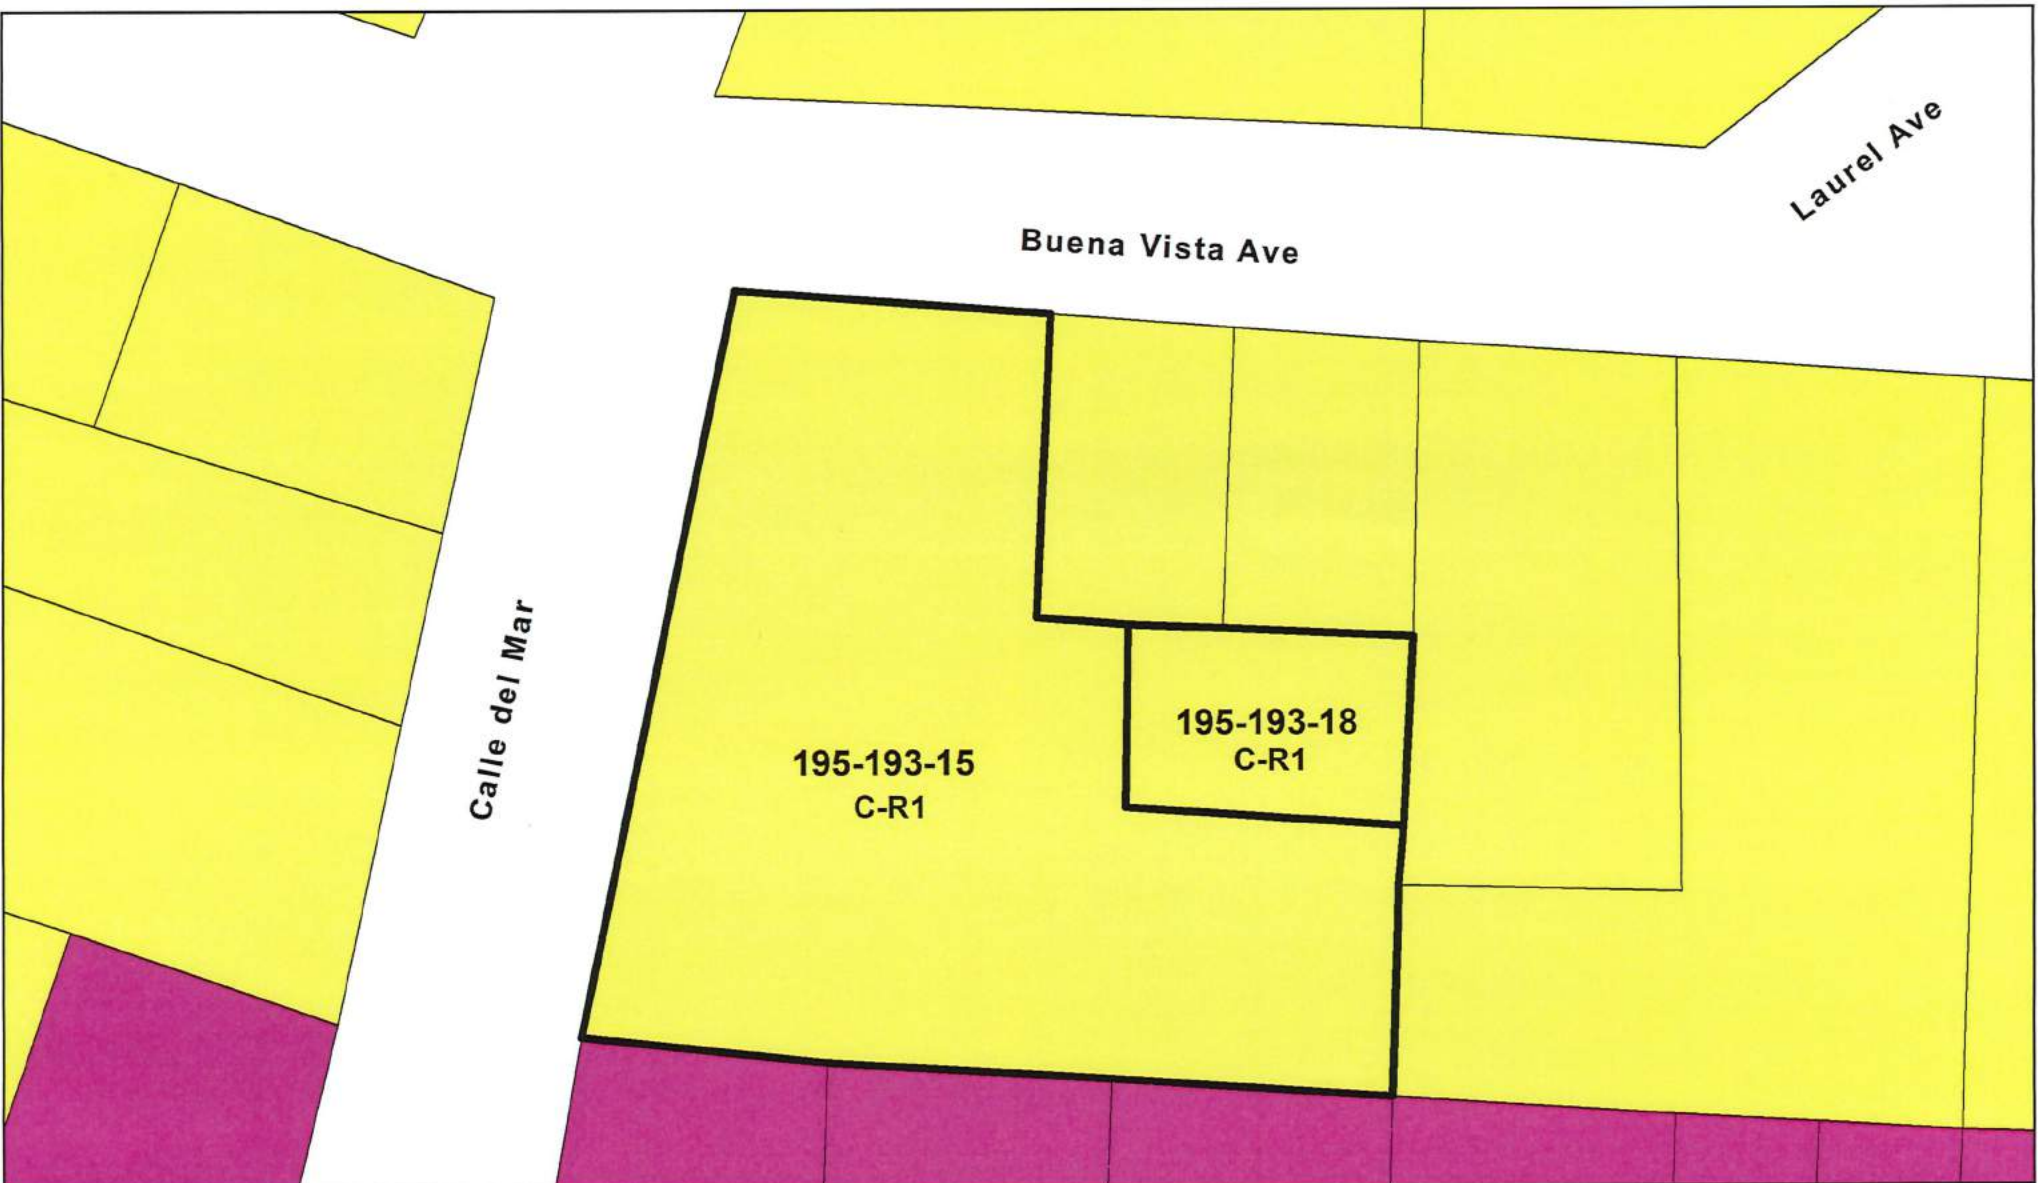 Laurel Ave
Buena Vista Ave
Calle del Mar
195-193-15
C-R1
195-193-18
C-R1